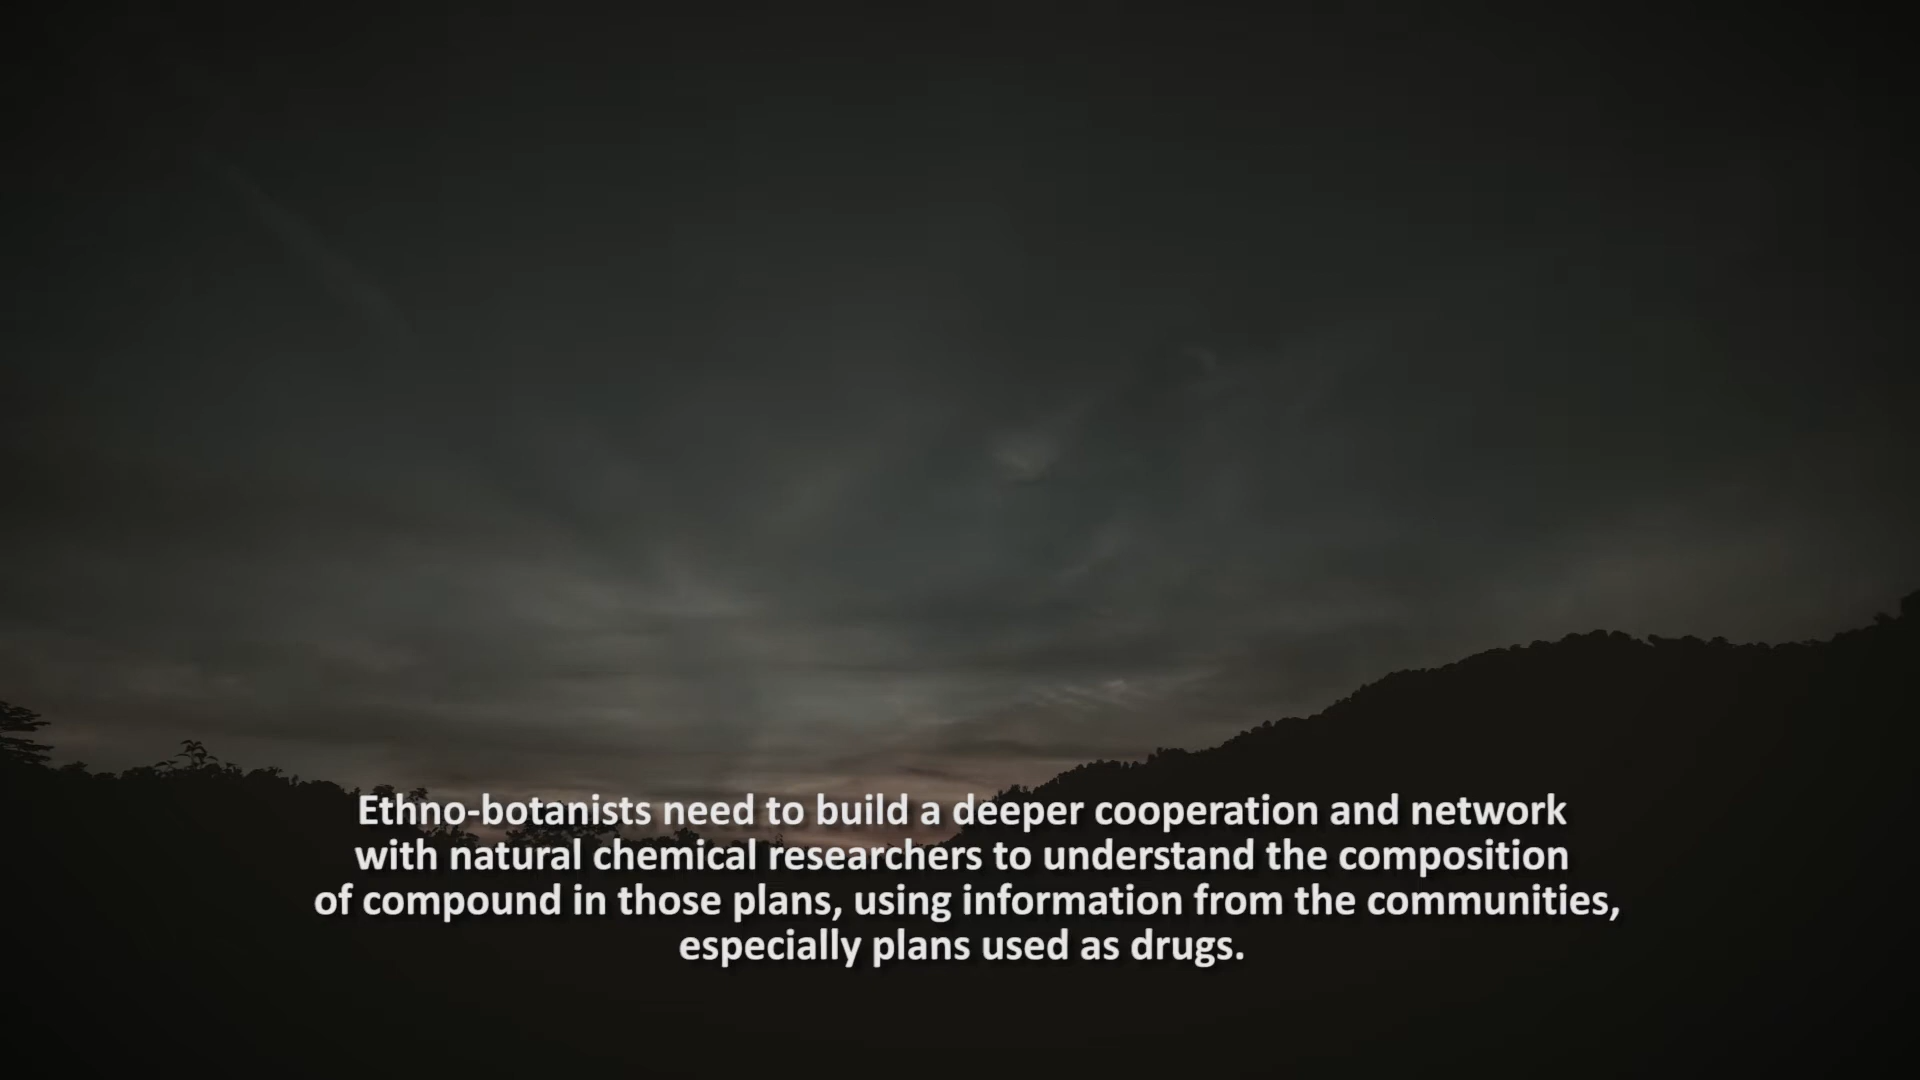 Ethno-botanists need to build a deeper cooperation and network
with natural chemical researchers to understand the composition
of compound in those plans, using information from the communities,
especially plans used as drugs.